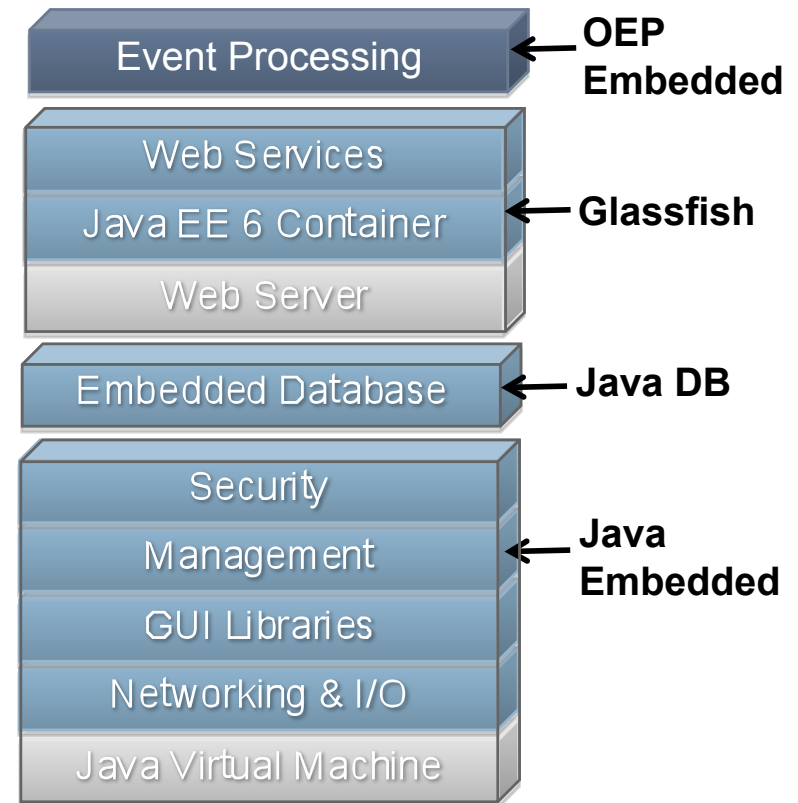 Event Processing
OEP
Embedded
Web Services
Java EE 6 Container
Glassfish
Web Server
Embedded Database
Java DB
Security
Management
Java
Embedded
GUI Libraries
Networking & I/O
Java Virtual Machine